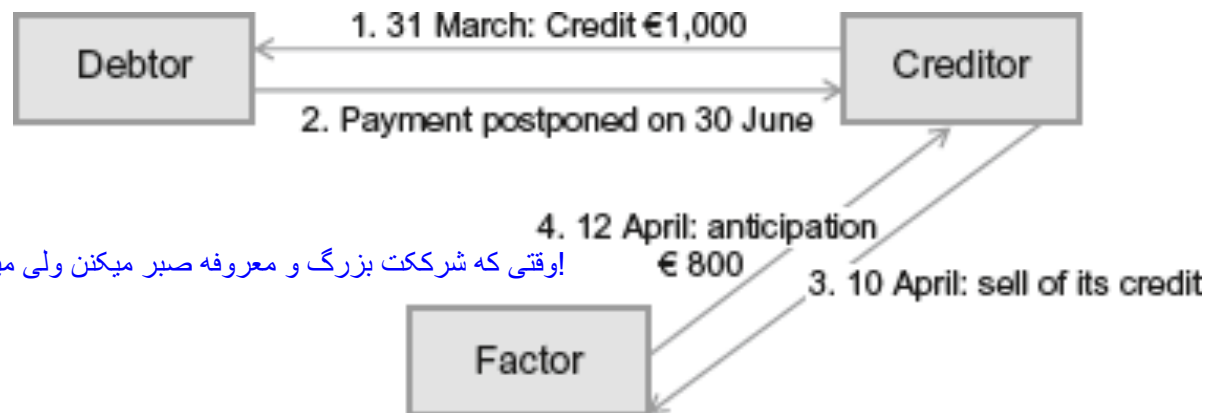 1. 31 March: Credit €1,000
Debtor
Creditor
2. Payment postponed on 30 June
4. 12 April: anticipation
€ 800
وقتی که شرککت بزرگ و معروفه صبر میکنن ولی!
3. 10 April: sell of its credit
Factor